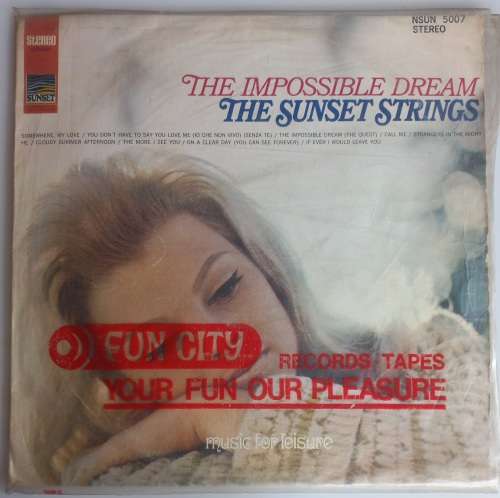 NSUN 5007
STEREO
stereo
SUNSET
THE IMPOSSIBLE DREAM
THE SUNSET STRINGS
SOMEWHERE, MY LOVE / YOU DON'T HAVE TO SAY YOU LOVE ME (IO CHE NON VIVO) (SENZA TE) / THE IMPOSSIBLE DREAM (THE QUEST) / CALL ME / STRANGERS IN THE NIGHT
/ CLOUDY SUMMER AFTERNOON / THE MORE I SEE YOU / ON A CLEAR DAY (YOU CAN SEE FOREVER) / IF EVER I WOULD LEAVE YOU
FUN CITY
RECORDS TAPES
YOUR FUN OUR PLEASURE
music for leisure